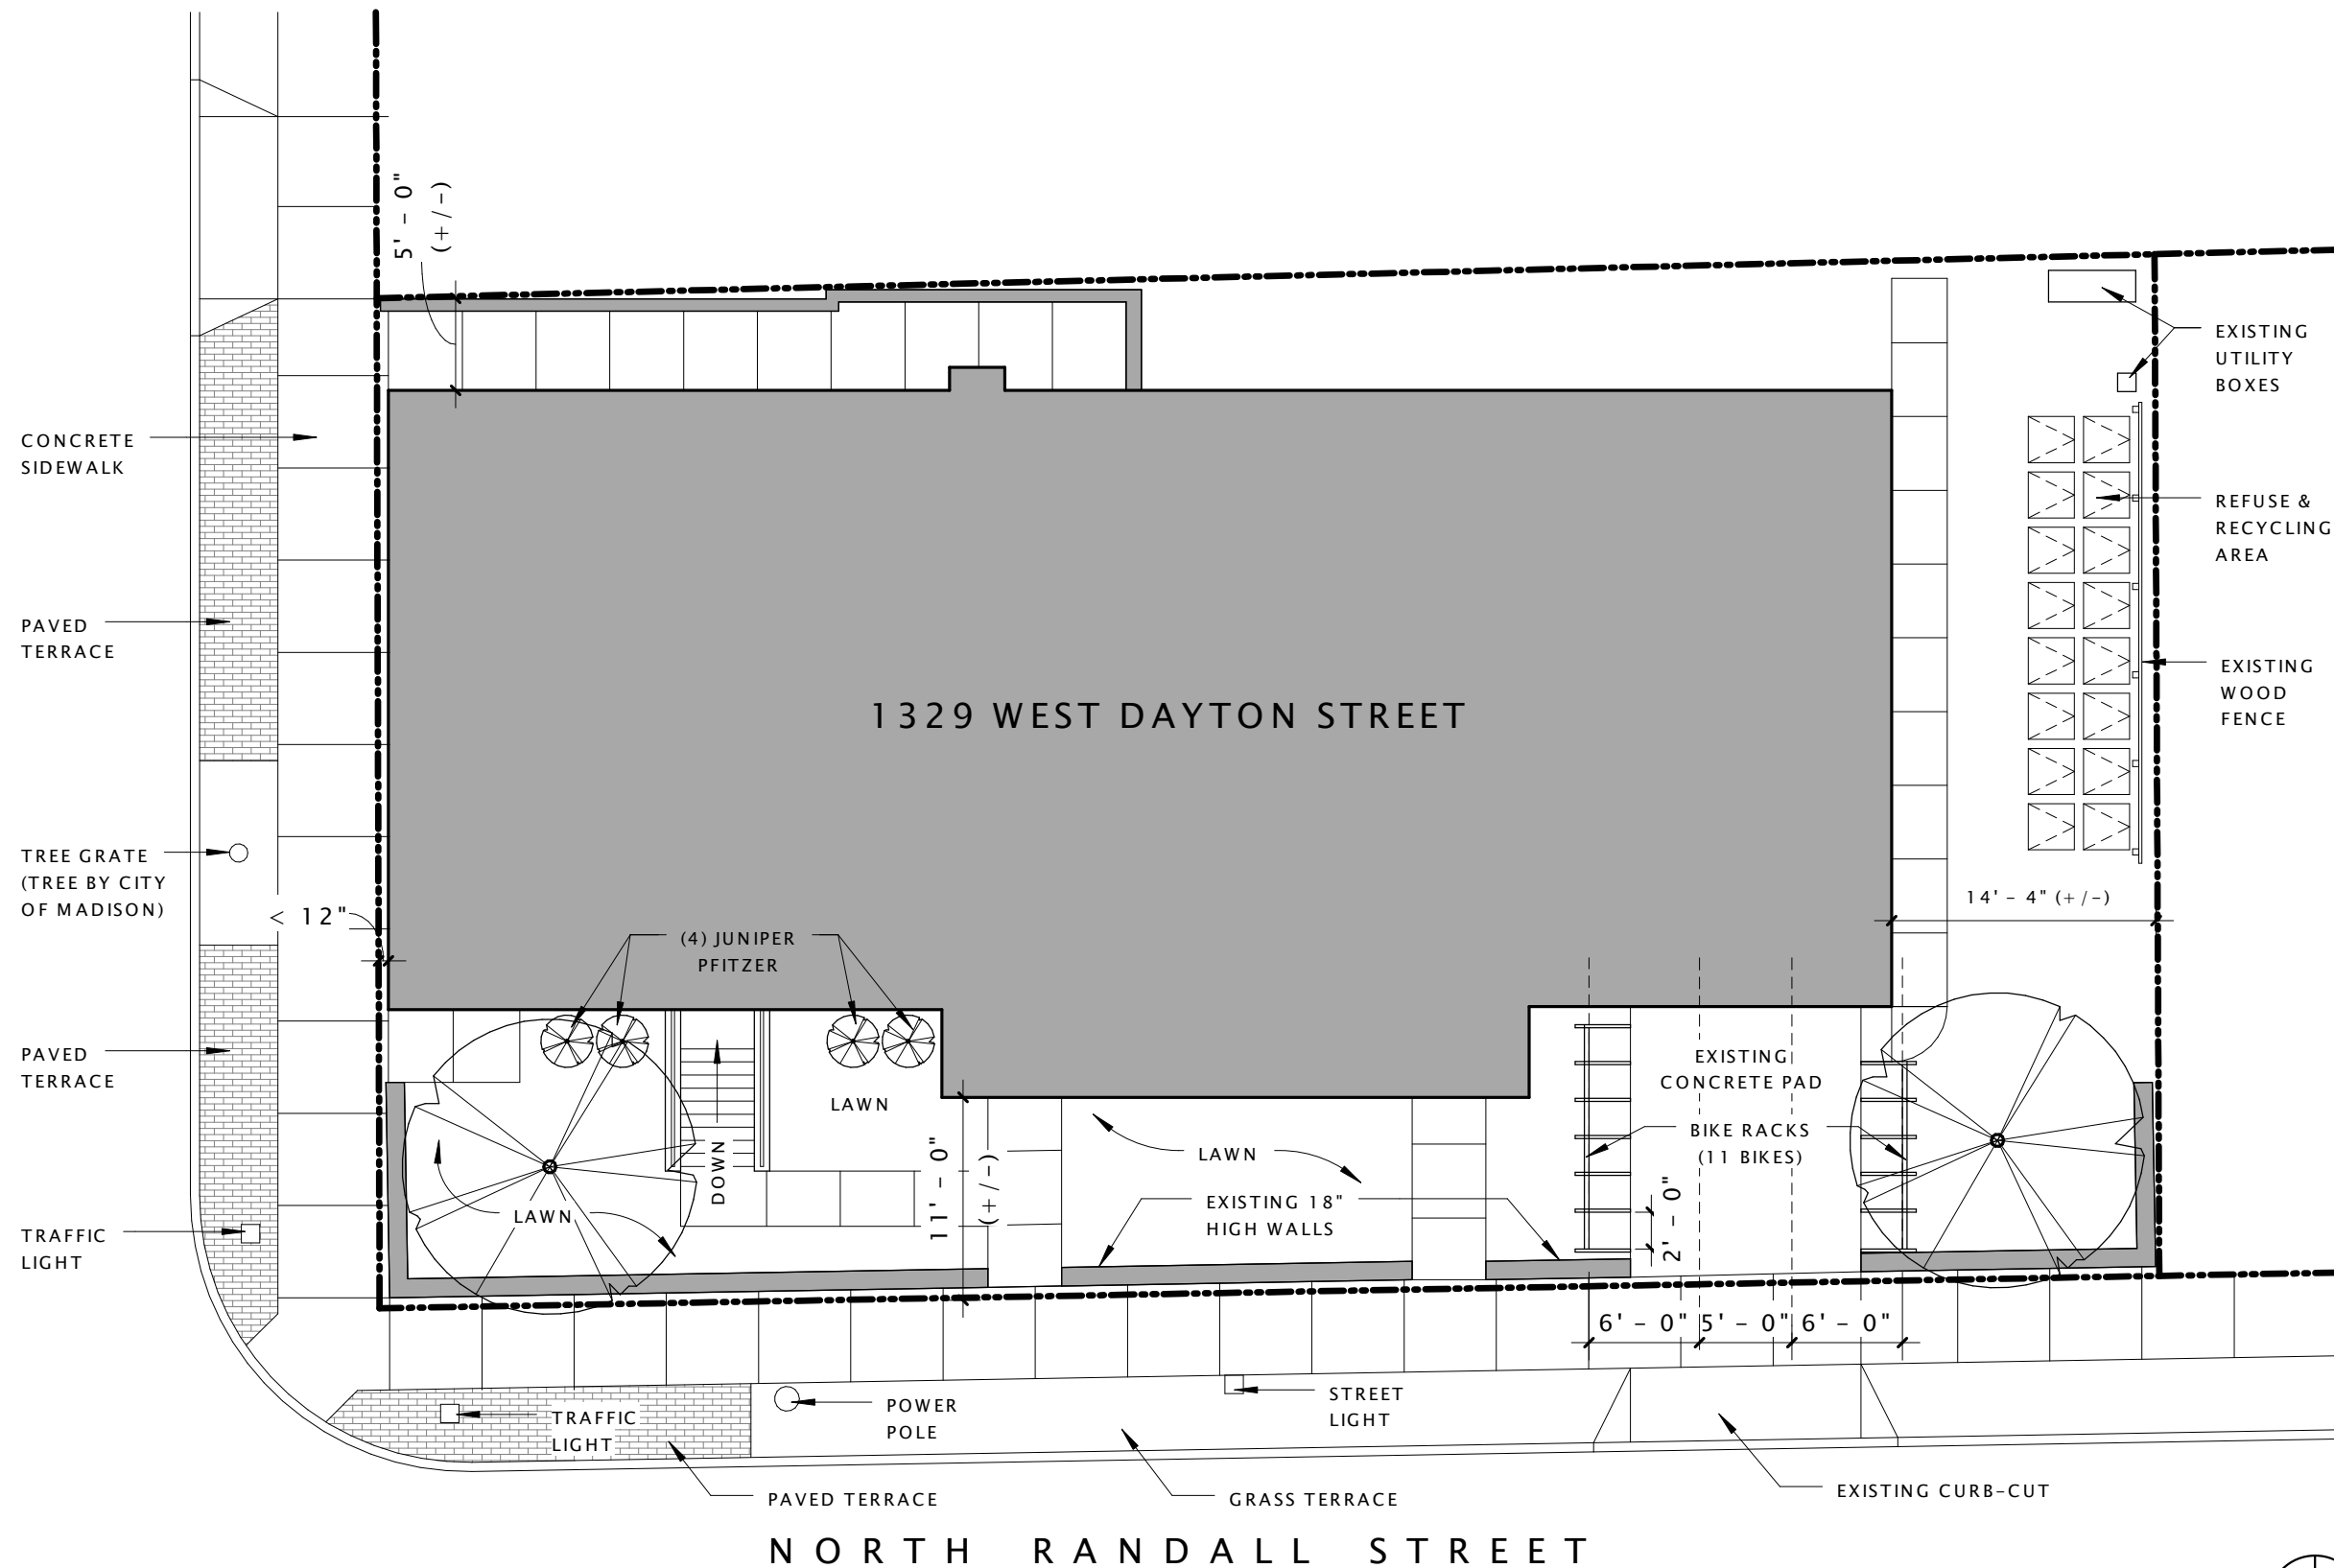 5' - 0"
(+/-)
EXISTING
UTILITY
BOXES
CONCRETE
SIDEWALK
REFUSE &
RECYCLING
AREA
PAVED
TERRACE
EXISTING
WOOD
FENCE
1329 WEST DAYTON STREET
TREE GRATE
(TREE BY CITY
OF MADISON)
< 12"
14' - 4" (+/-)
(4) JUNIPER
PFITZER
PAVED
TERRACE
LAWN
EXISTING
CONCRETE PAD
BIKE RACKS
(11 BIKES)
LAWN
DOWN
11' - 0"
(+/-)
EXISTING 18"
HIGH WALLS
2' - 0"
LAWN
TRAFFIC
LIGHT
6' - 0"
5' - 0"
6' - 0"
TRAFFIC
LIGHT
POWER
POLE
STREET
LIGHT
PAVED TERRACE
GRASS TERRACE
EXISTING CURB-CUT
NORTH RANDALL STREET